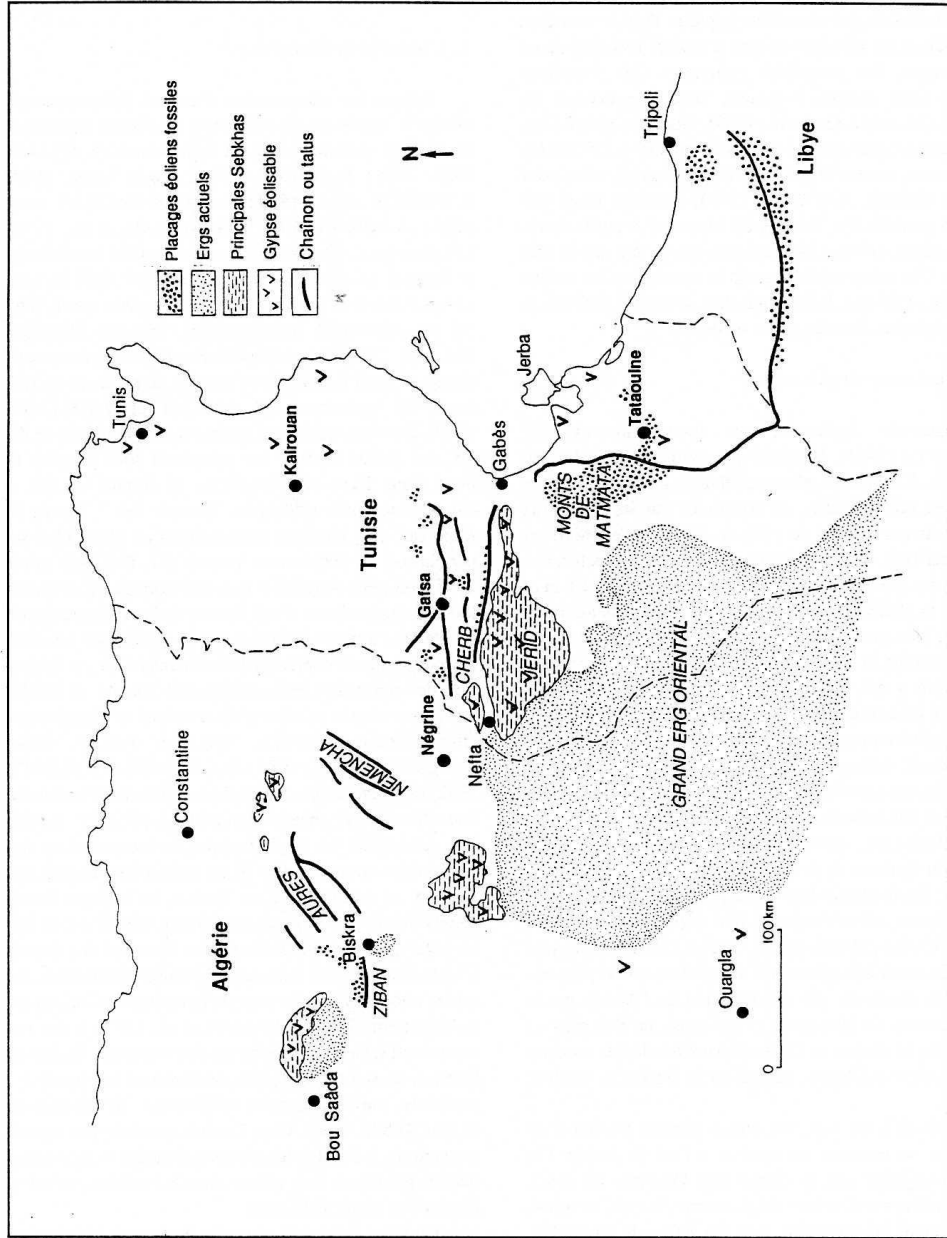 Placages éoliens fossiles
Ergs actuels
Principales Sebkhas
Gypse éolisable
Chaînon ou talus
N
Tunis
Kairouan
Tunisie
Constantine
Algérie
AURES
NEMENCHA
Biskra
ZIBAN
Bou Saâda
Négrine
Gafsa
CHERB
JERID
Nefta
Gabès
Jerba
MONTS
DE
MATMATA
Tataouine
Tripoli
Libye
GRAND ERG ORIENTAL
Ouargla
0
100 km